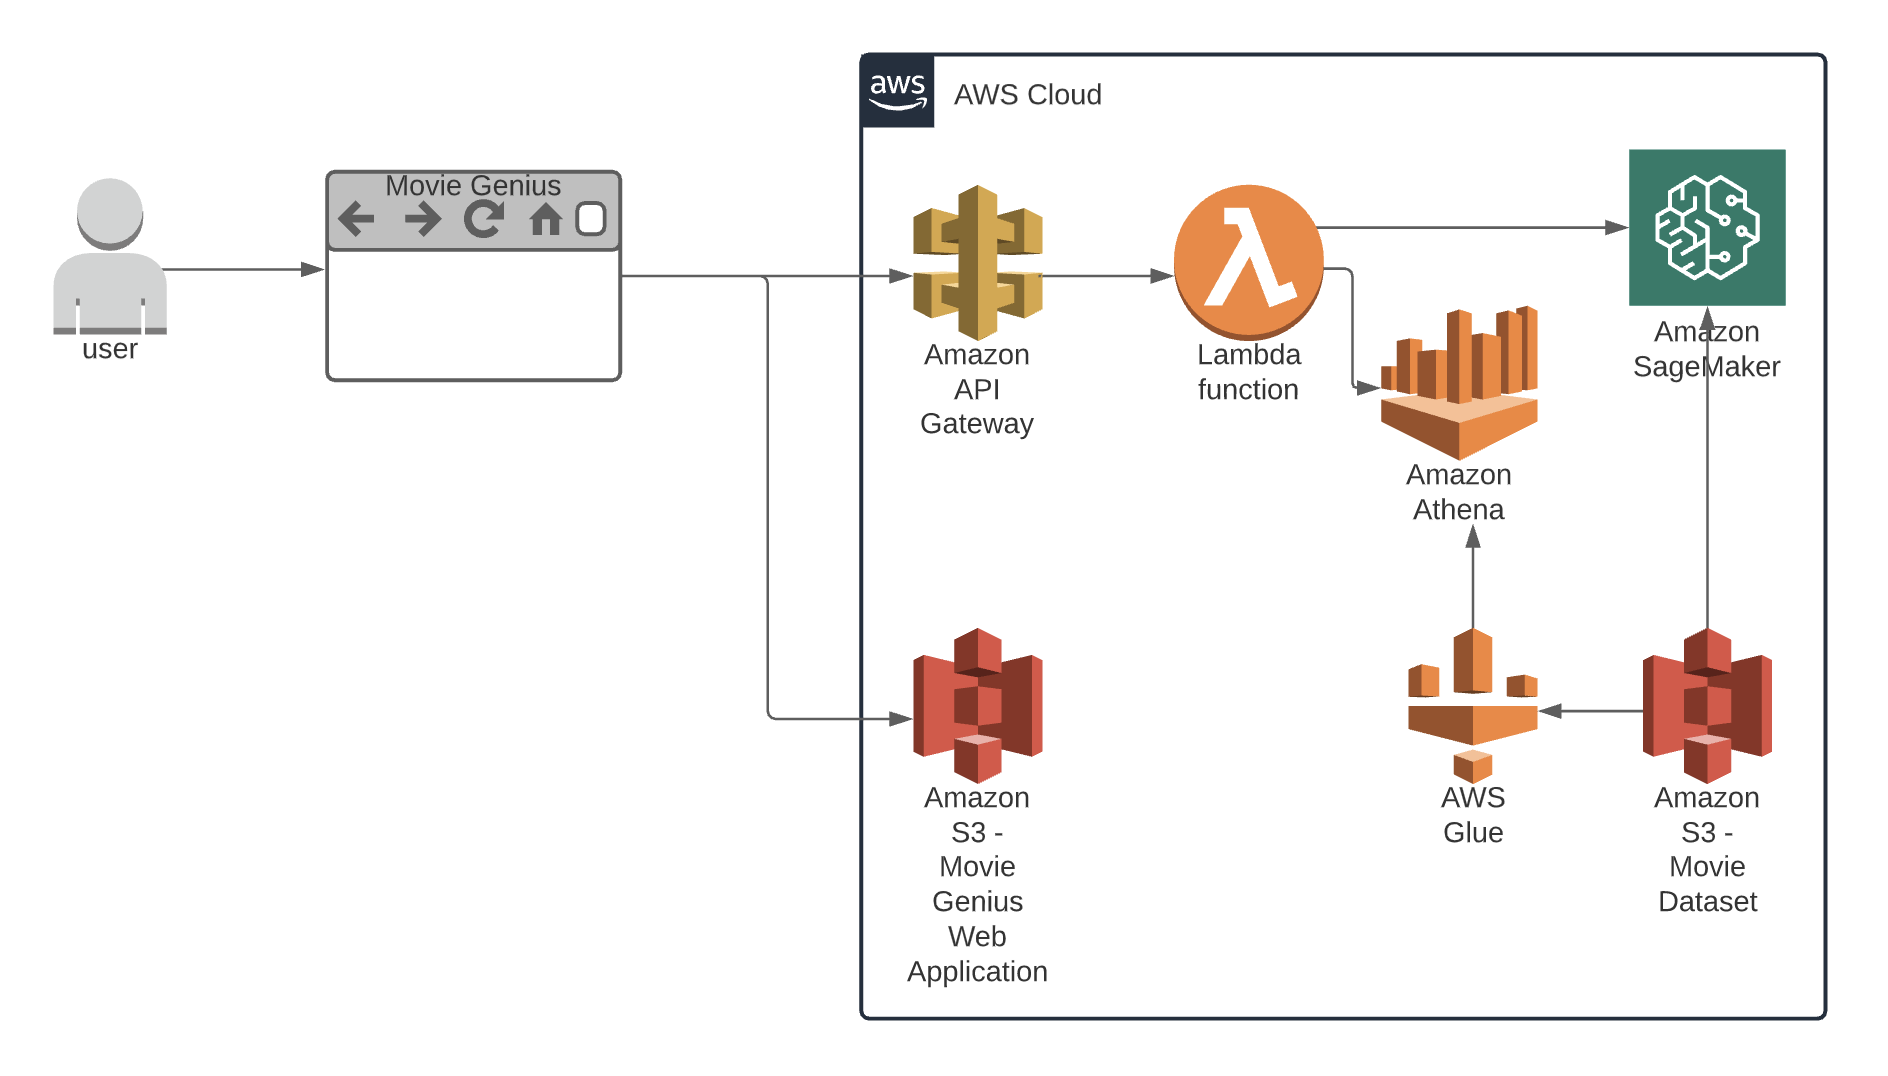 aws
AWS Cloud
Movie Genius
user
Amazon
API
Gateway
Lambda
function
Amazon
SageMaker
Amazon
Athena
Amazon
S3 -
Movie
Genius
Web
Application
AWS
Glue
Amazon
S3 -
Movie
Dataset